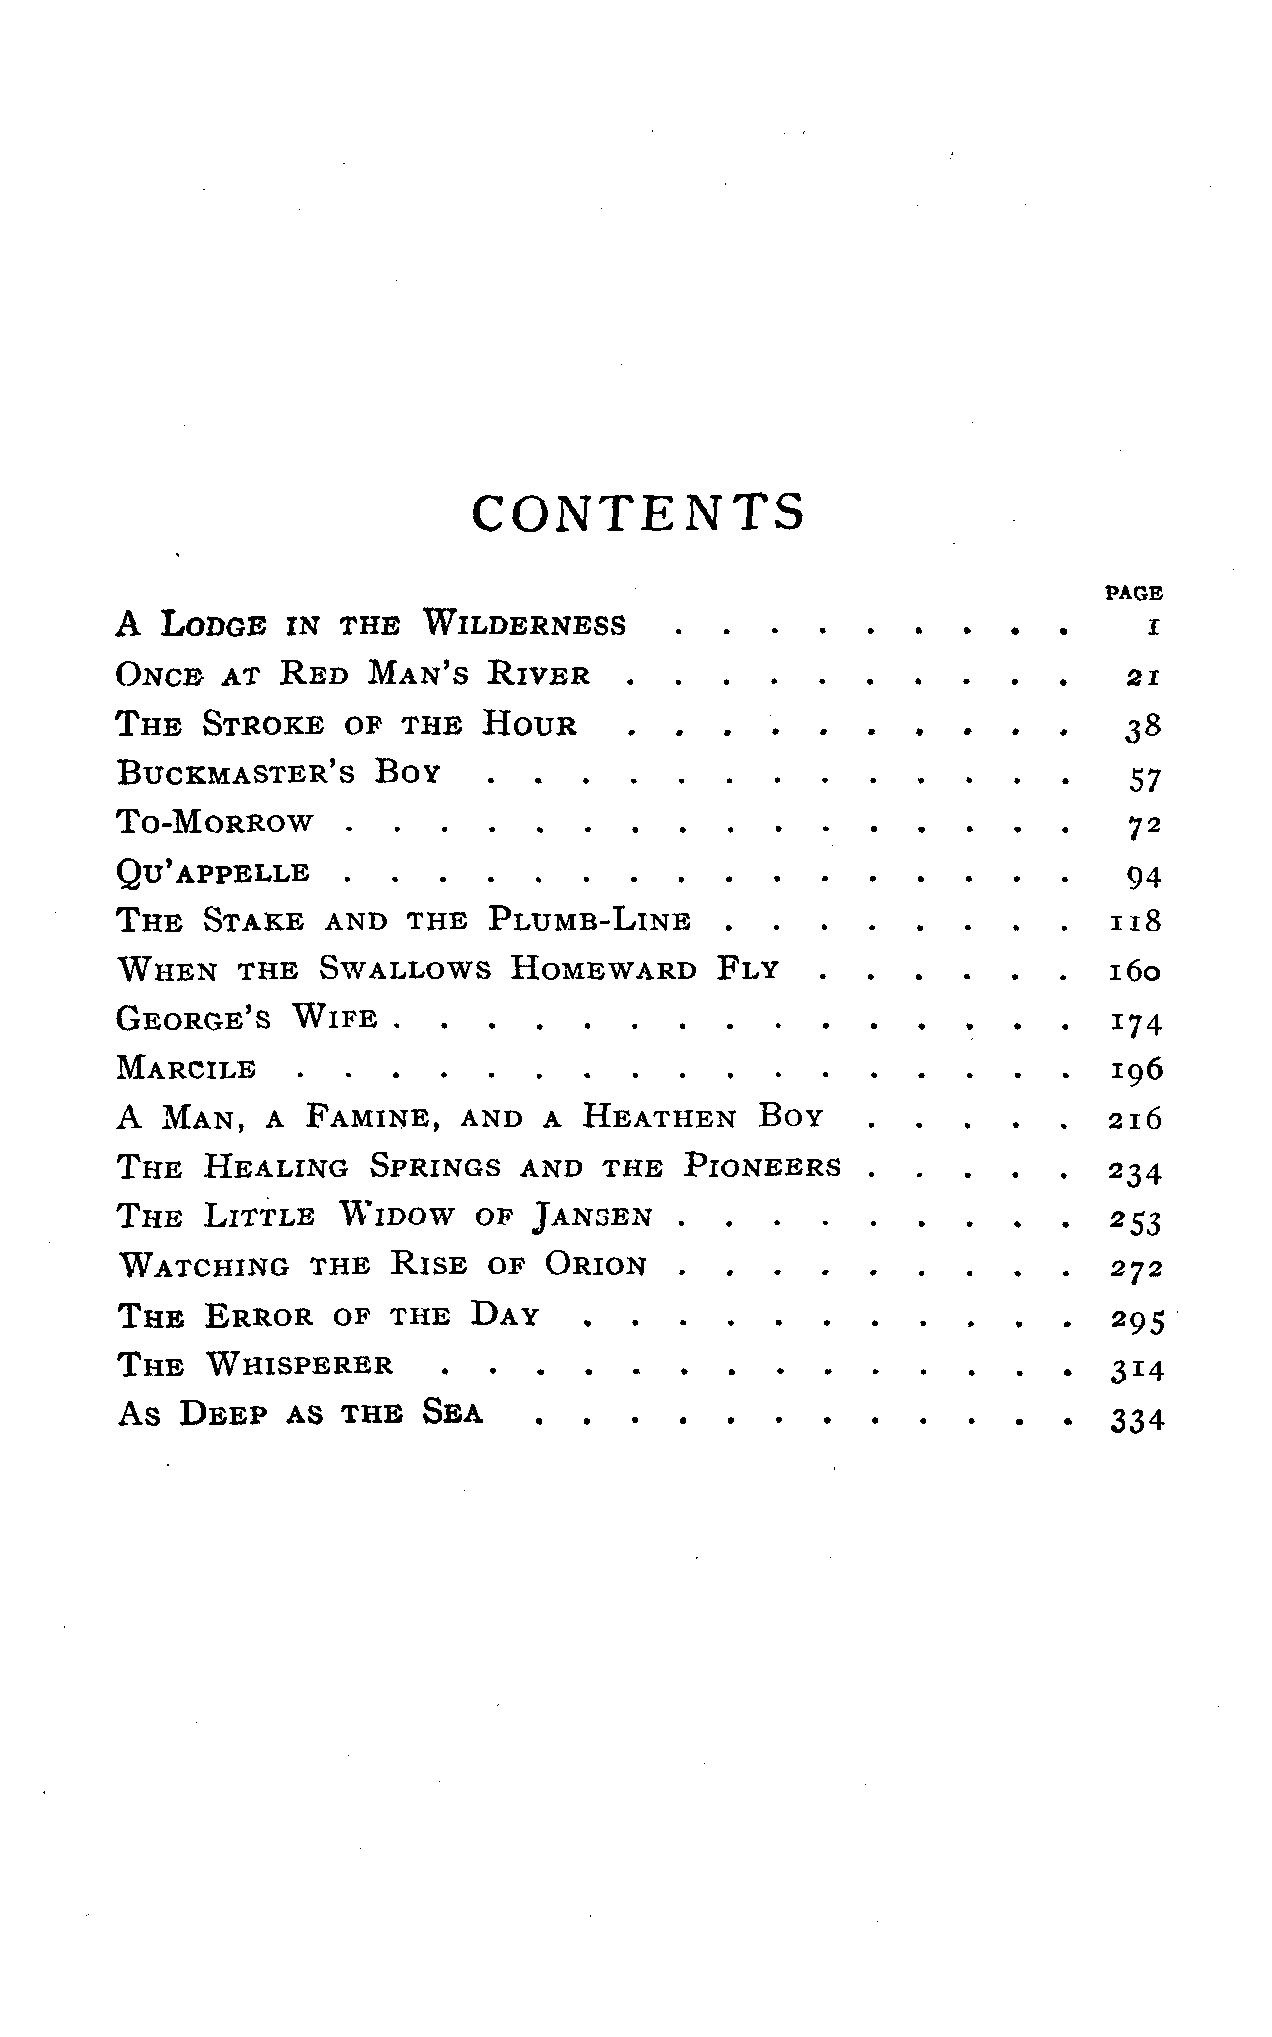 CONTENTS
PAGE
A Lodge in the Wilderness . . . . . . . . . 1
Once at Red Man's River . . . . . . . . . . 21
The Stroke of the Hour . . . . . . . . . . 38
Buckmaster's Boy . . . . . . . . . . . . . 57
To-Morrow . . . . . . . . . . . . . . . . 72
Qu'appelle . . . . . . . . . . . . . . . . 94
The Stake and the Plumb-Line . . . . . . . . 118
When the Swallows Homeward Fly . . . . . . 160
George's Wife . . . . . . . . . . . . . . . 174
Marcile . . . . . . . . . . . . . . . . . 196
A Man, a Famine, and a Heathen Boy . . . . . 216
The Healing Springs and the Pioneers . . . . . 234
The Little Widow of Jansen . . . . . . . . . 253
Watching the Rise of Orion . . . . . . . . . 272
The Error of the Day . . . . . . . . . . . 295
The Whisperer . . . . . . . . . . . . . . 314
As Deep as the Sea . . . . . . . . . . . . 334